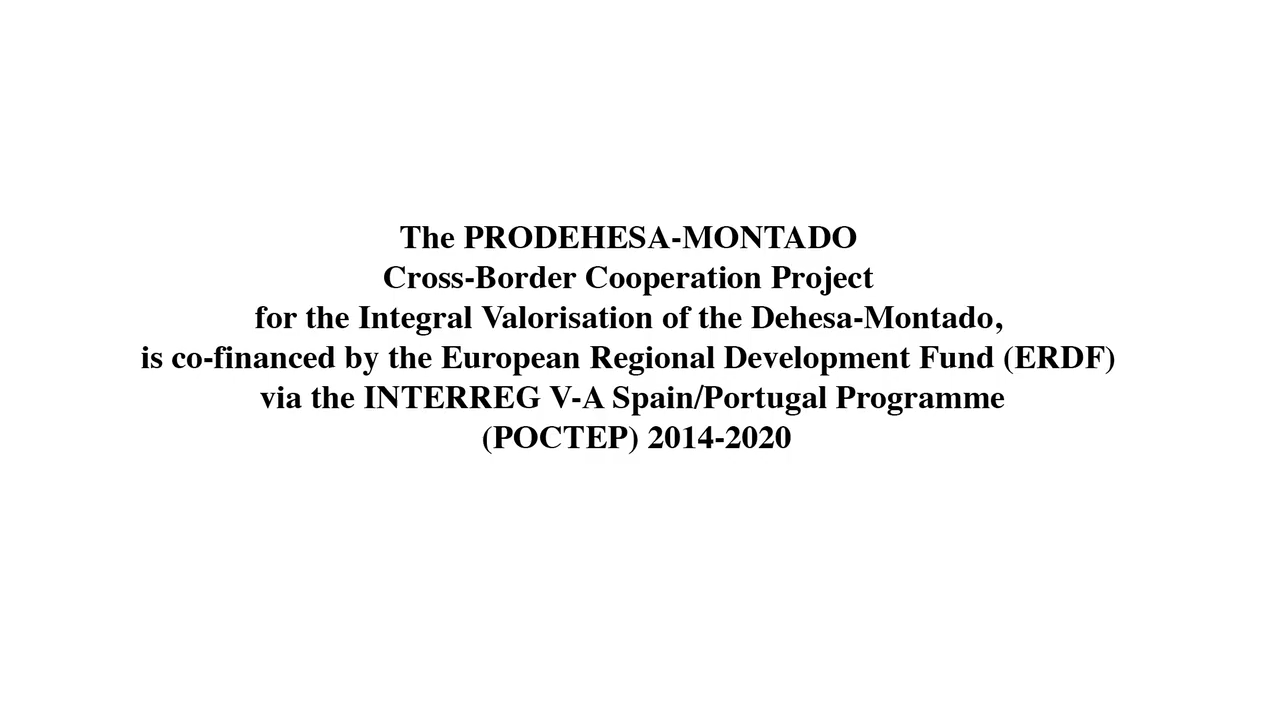 The PRODEHESA-MONTADO
Cross-Border Cooperation Project
for the Integral Valorisation of the Dehesa-Montado,
is co-financed by the European Regional Development Fund (ERDF)
via the INTERREG V-A Spain/Portugal Programme
(POCTEP) 2014-2020